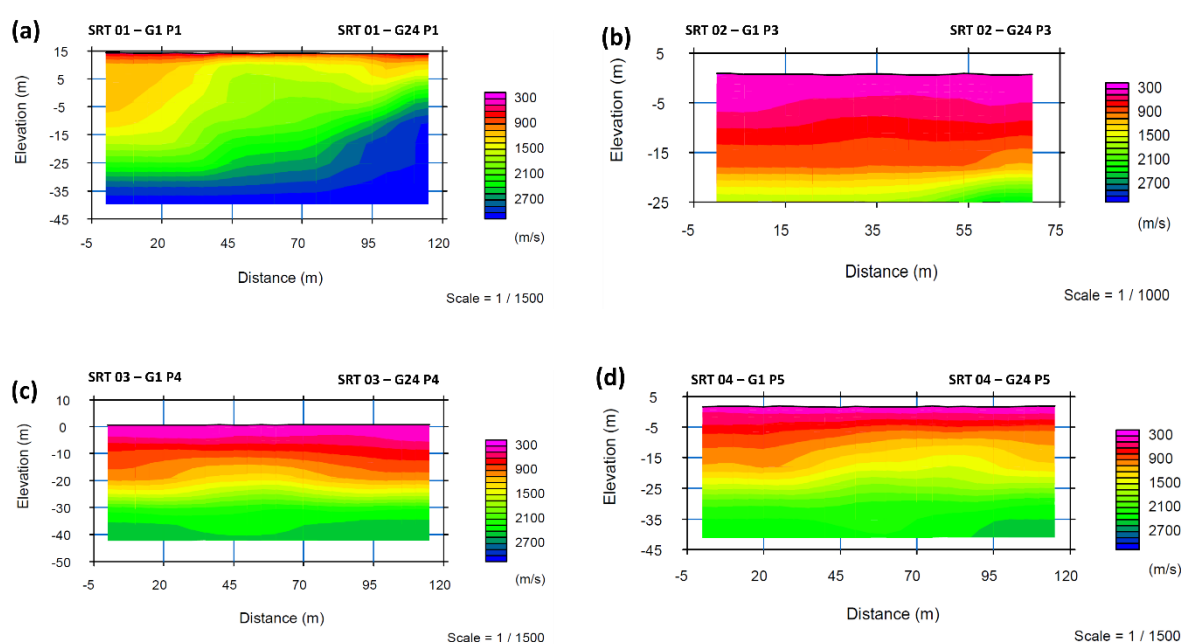 (a)
SRT 01 – G1 P1 SRT 01 – G24 P1
15
5
-5
-15
-25
-35
-45
Elevation (m)
-5 20 45 70 95 120
Distance (m)
300
900
1500
2100
2700
(m/s)
Scale = 1 / 1500
(b)
SRT 02 – G1 P3 SRT 02 – G24 P3
5
-5
-15
-25
Elevation (m)
-5 15 35 55 75
Distance (m)
300
900
1500
2100
2700
(m/s)
Scale = 1 / 1000
(c)
SRT 03 – G1 P4 SRT 03 – G24 P4
10
0
-10
-20
-30
-40
-50
Elevation (m)
-5 20 45 70 95 120
Distance (m)
300
900
1500
2100
2700
(m/s)
Scale = 1 / 1500
(d)
SRT 04 – G1 P5 SRT 04 – G24 P5
5
-5
-15
-25
-35
-45
Elevation (m)
-5 20 45 70 95 120
Distance (m)
300
900
1500
2100
2700
(m/s)
Scale = 1 / 1500